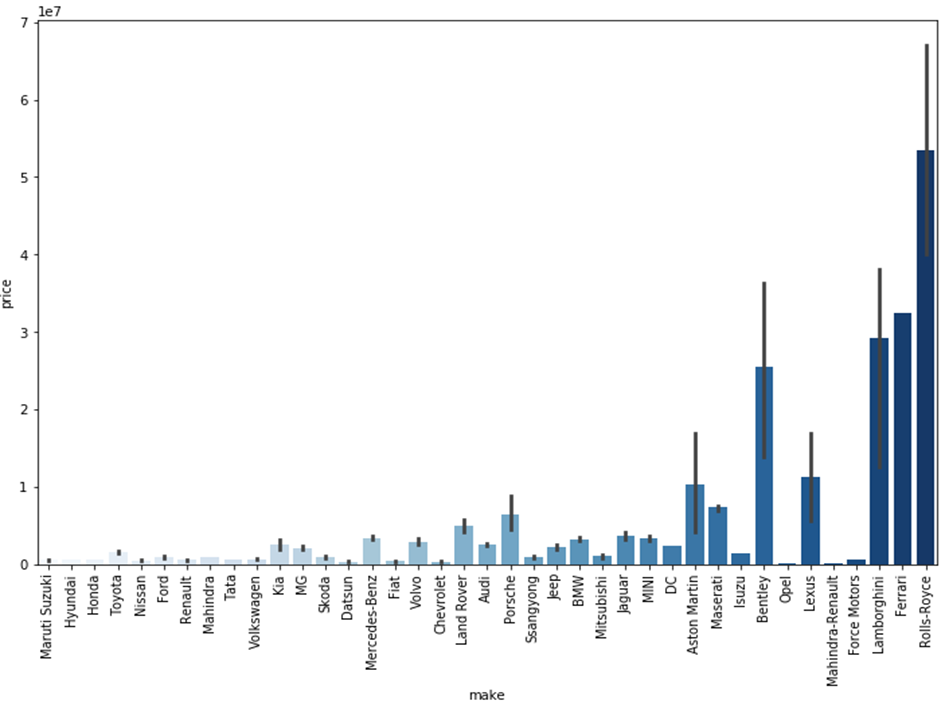 1e7
7
6
5
4
3
2
1
0
price
Maruti Suzuki
Hyundai
Honda
Toyota
Nissan
Ford
Renault
Mahindra
Tata
Volkswagen
Kia
MG
Skoda
Datsun
Mercedes-Benz
Fiat
Volvo
Chevrolet
Land Rover
Audi
Porsche
Ssangyong
Jeep
BMW
Mitsubishi
Jaguar
MINI
DC
Aston Martin
Maserati
Isuzu
Bentley
Opel
Lexus
Mahindra-Renault
Force Motors
Lamborghini
Ferrari
Rolls-Royce
make